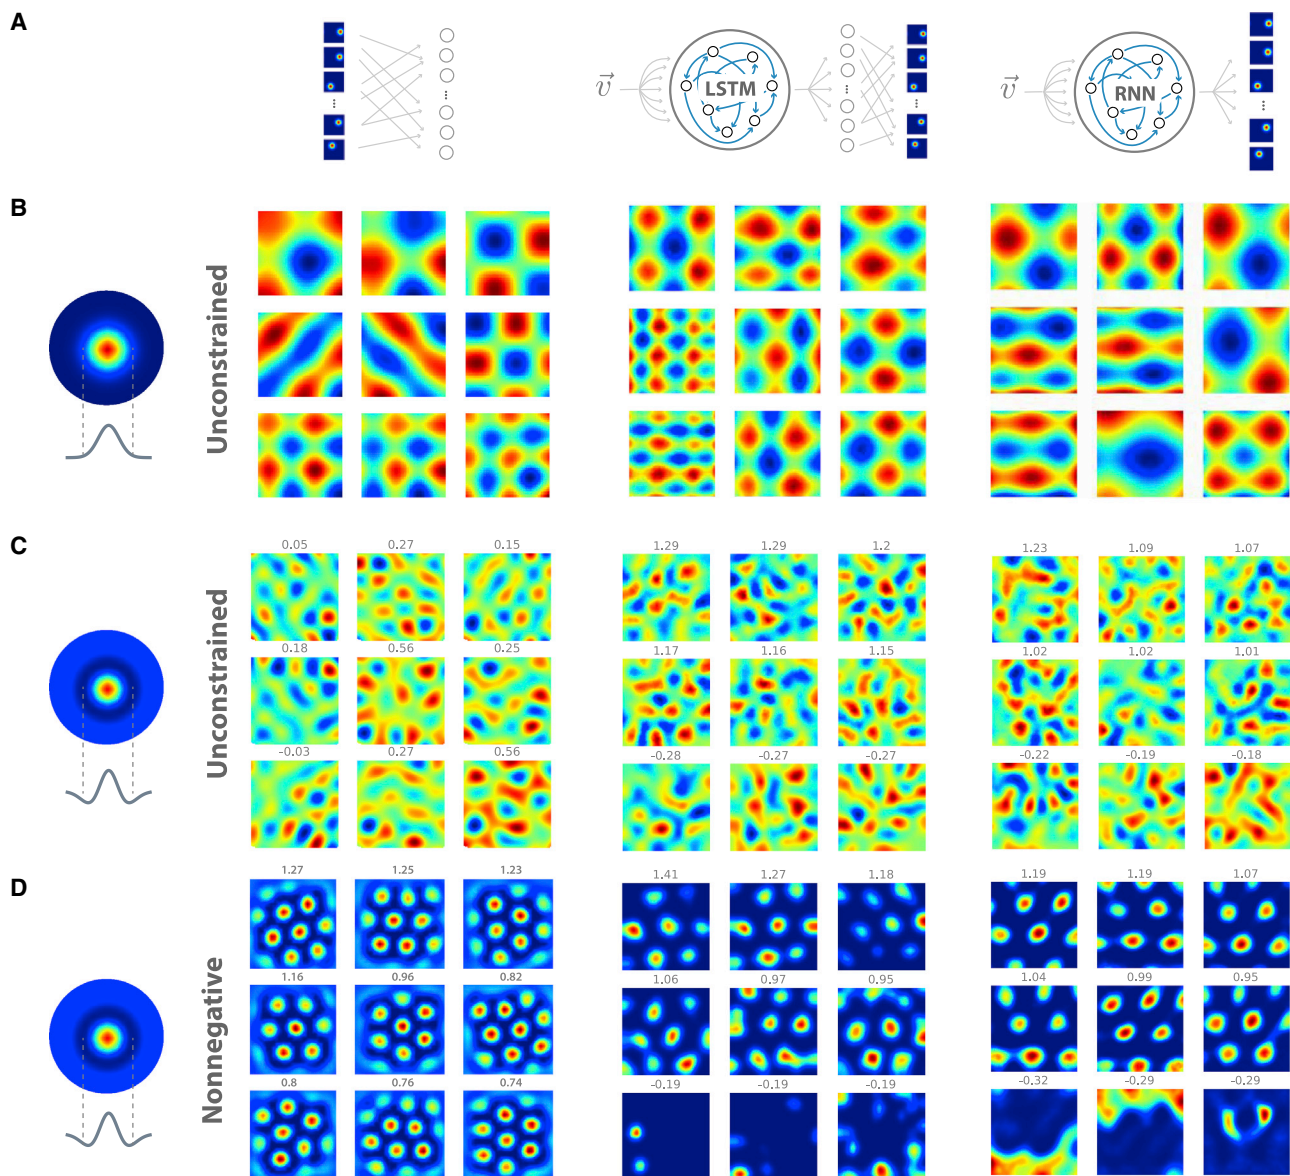 A
v⃗
LSTM
v⃗
RNN
B
Unconstrained
C
Unconstrained
0.05 0.27 0.15 1.29 1.29 1.2 1.23 1.09 1.07
0.18 0.56 0.25 1.17 1.16 1.15 1.02 1.02 1.01
-0.03 0.27 0.56 -0.28 -0.27 -0.27 -0.22 -0.19 -0.18
D
Nonnegative
1.27 1.25 1.23 1.41 1.27 1.18 1.19 1.19 1.07
1.16 0.96 0.82 1.06 0.97 0.95 1.04 0.99 0.95
0.8 0.76 0.74 -0.19 -0.19 -0.19 -0.32 -0.29 -0.29